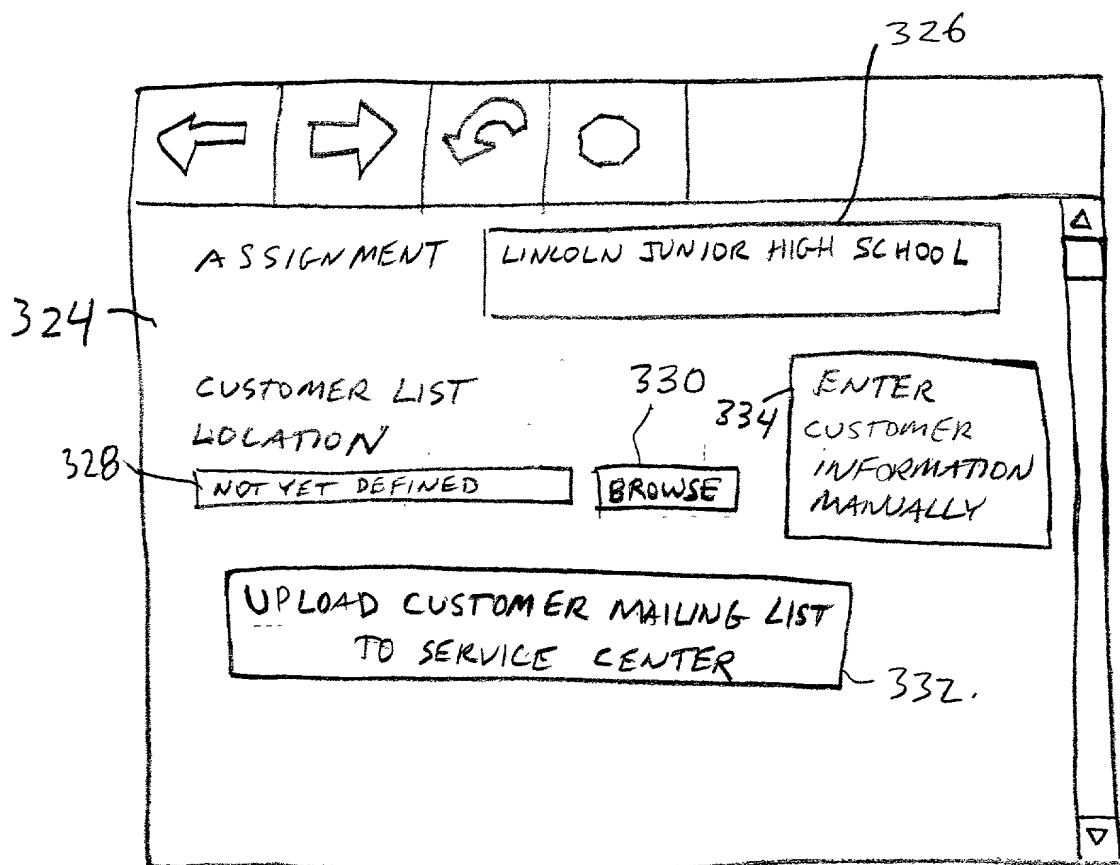 326
ASSIGNMENT
LINCOLN JUNIOR HIGH SCHOOL
324
CUSTOMER LIST
LOCATION
330
334
ENTER
CUSTOMER
INFORMATION
MANUALLY
328
NOT YET DEFINED
BROWSE
UPLOAD CUSTOMER MAILING LIST
TO SERVICE CENTER
332.